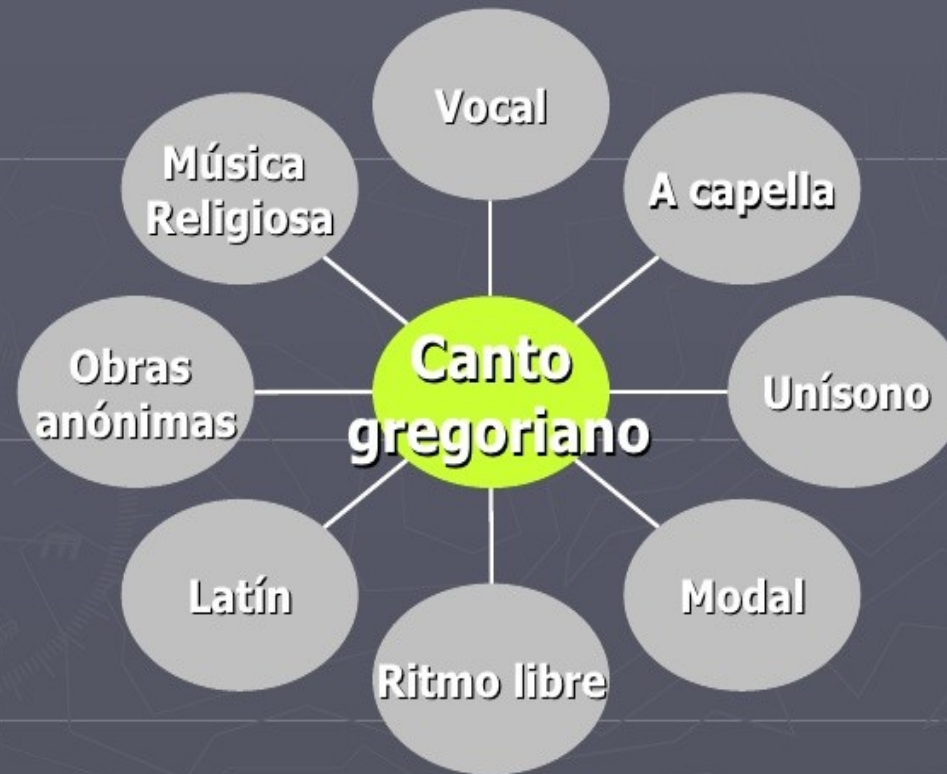 Vocal
Música
Religiosa
A capella
Canto
gregoriano
Obras
anónimas
Unísono
Latín
Modal
Ritmo libre